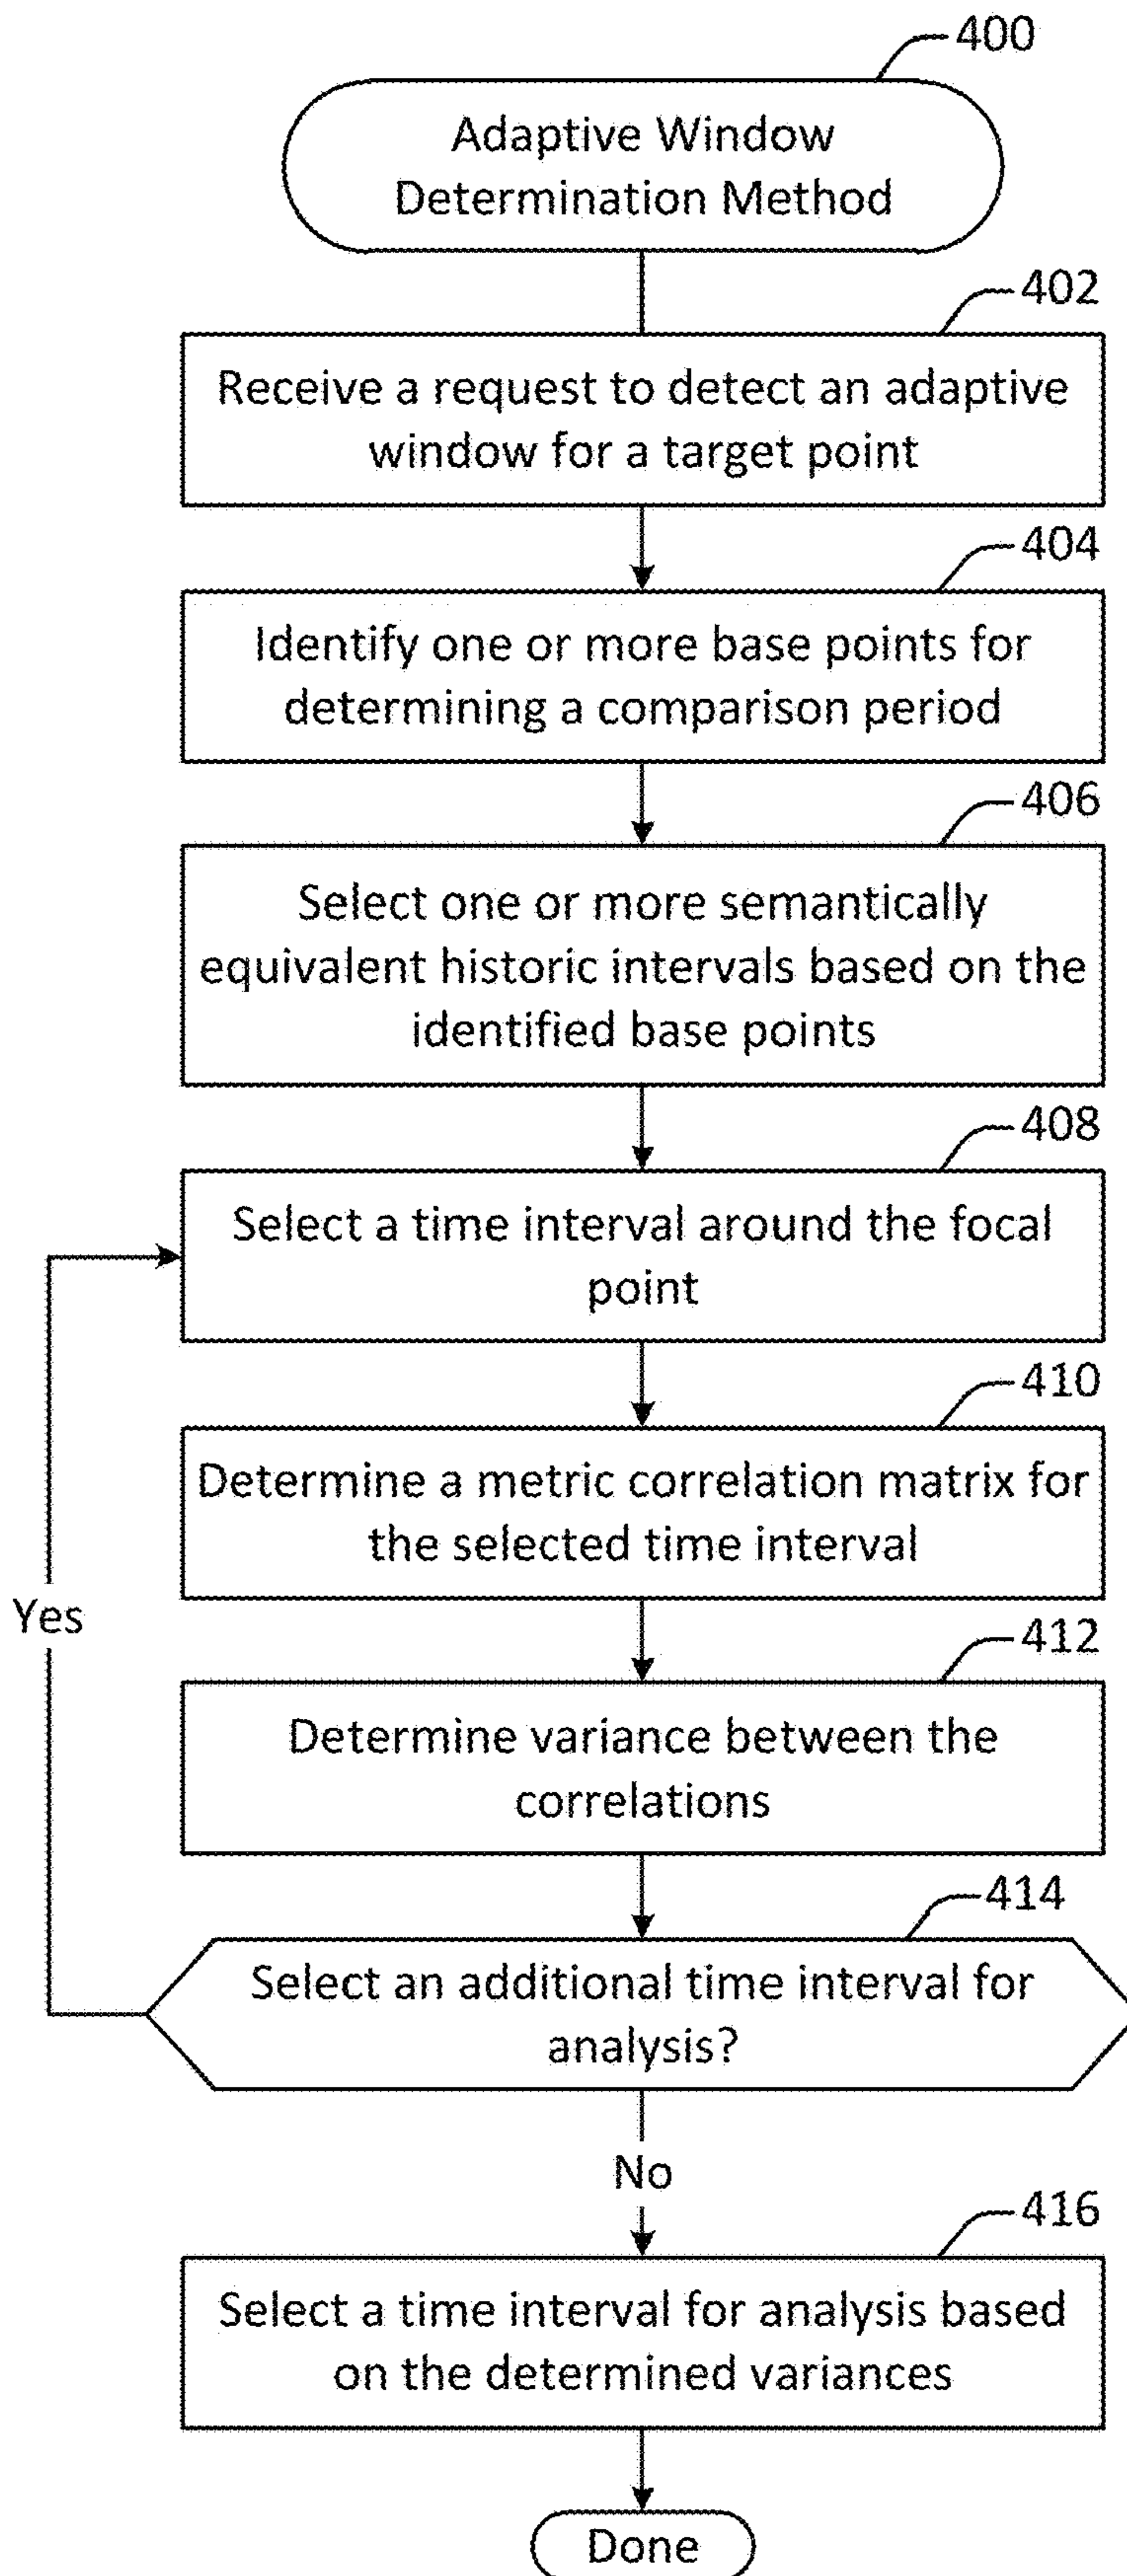 400
Adaptive Window
Determination Method
402
Receive a request to detect an adaptive
window for a target point
404
Identify one or more base points for
determining a comparison period
406
Select one or more semantically
equivalent historic intervals based on the
identified base points
408
Select a time interval around the focal
point
410
Determine a metric correlation matrix for
the selected time interval
Yes
412
Determine variance between the
correlations
414
Select an additional time interval for
analysis?
No
416
Select a time interval for analysis based
on the determined variances
Done